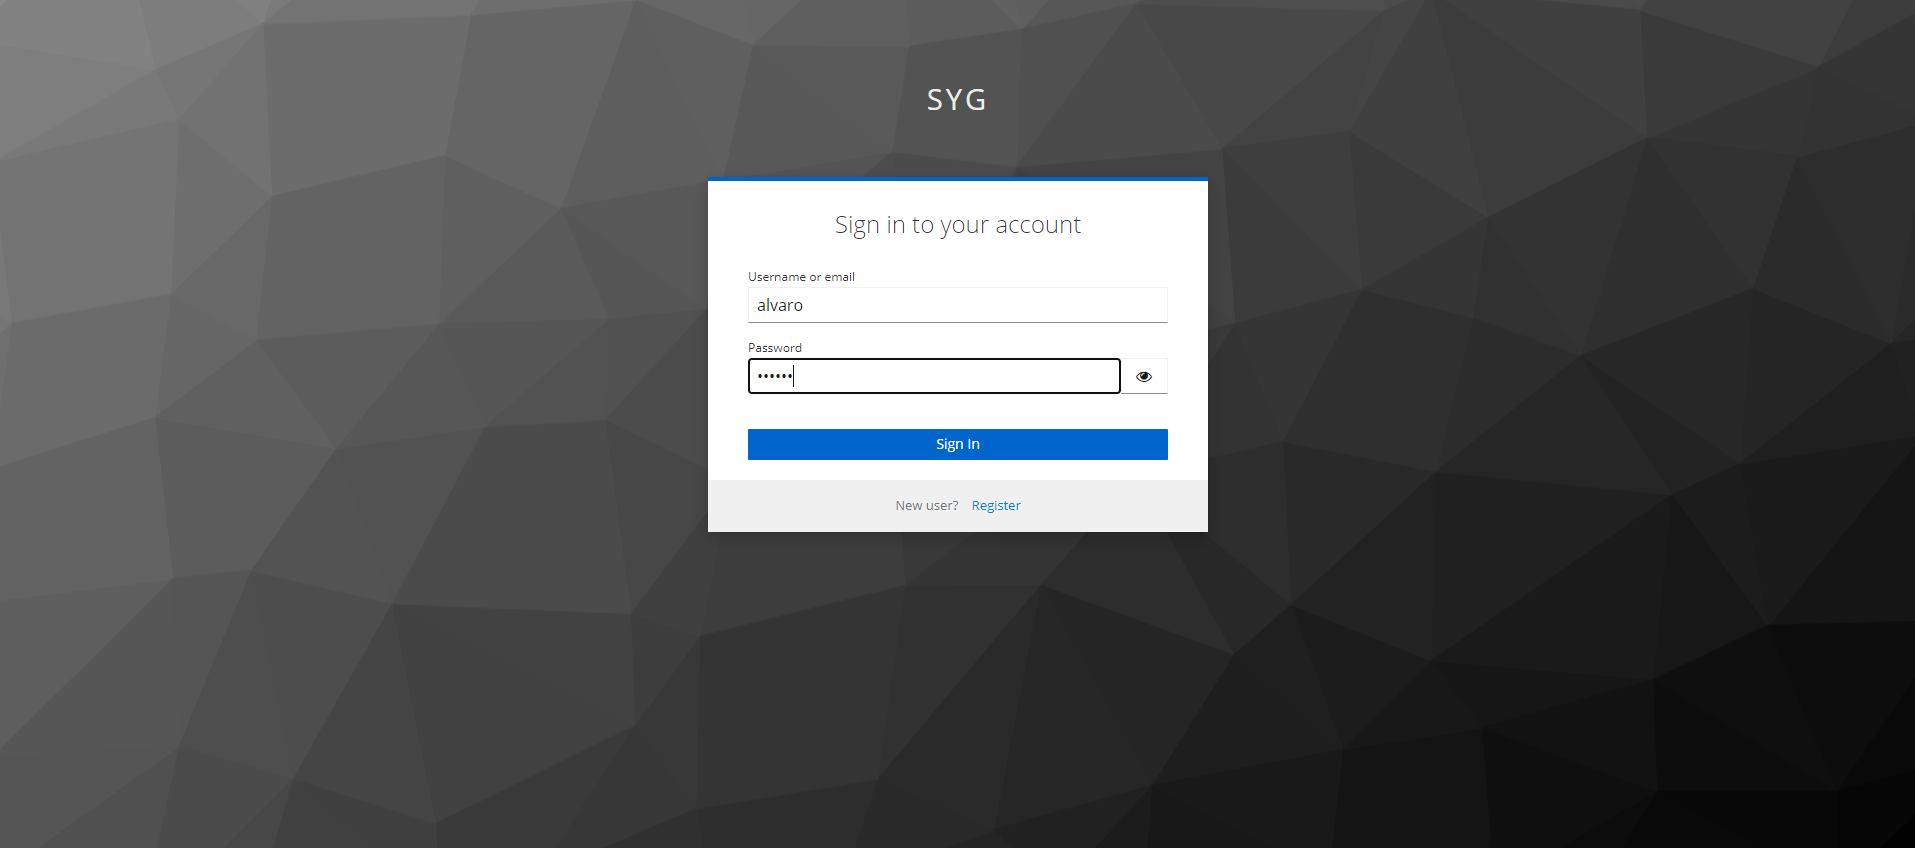 SYG
Sign in to your account
Username or email
alvaro
Password
••••••
Sign In
New user? Register